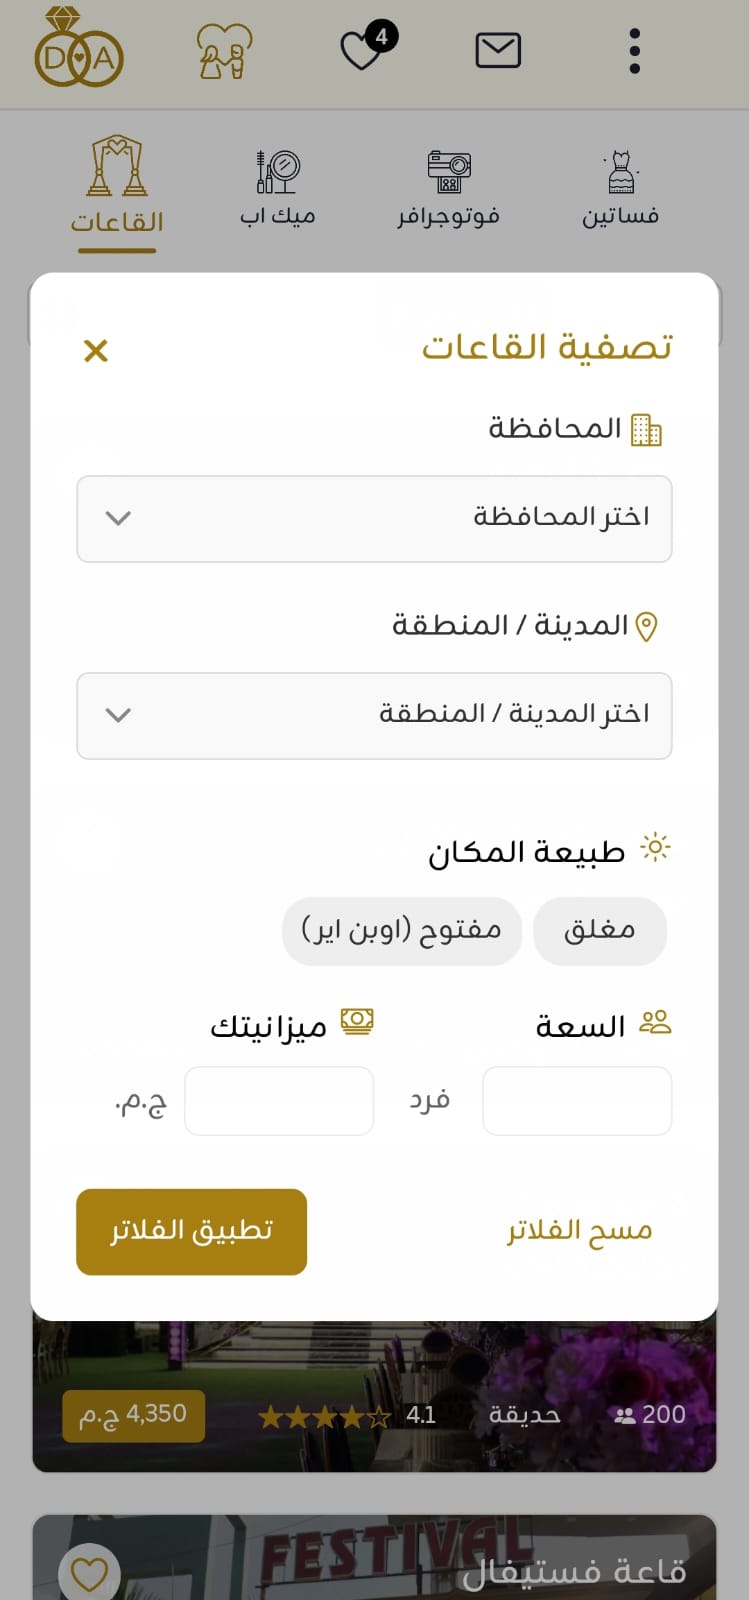 D A
4
القاعات
ميك اب
فوتوجرافر
فساتين
تصفية القاعات
المحافظة
اختر المحافظة
المدينة / المنطقة
اختر المدينة / المنطقة
طبيعة المكان
مغلق
مفتوح (اوبن اير)
السعة
ميزانيتك
فرد
ج.م.
مسح الفلاتر
تطبيق الفلاتر
200
حديقة
4.1
4,350 ج.م
FESTIVAL
قاعة فستيفال